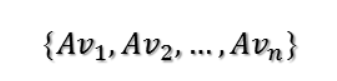 {Av₁, Av₂, …, Avₙ}